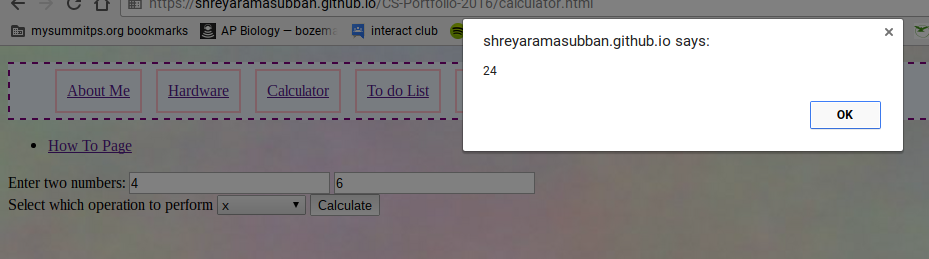 https://shreyaramasubban.github.io/CS-Portfolio-2016/calculator.html
mysummitps.org bookmarks AP Biology — bozem interact club
shreyaramasubban.github.io says:
24
OK
About Me Hardware Calculator To do List
How To Page
Enter two numbers: 4 6
Select which operation to perform x Calculate